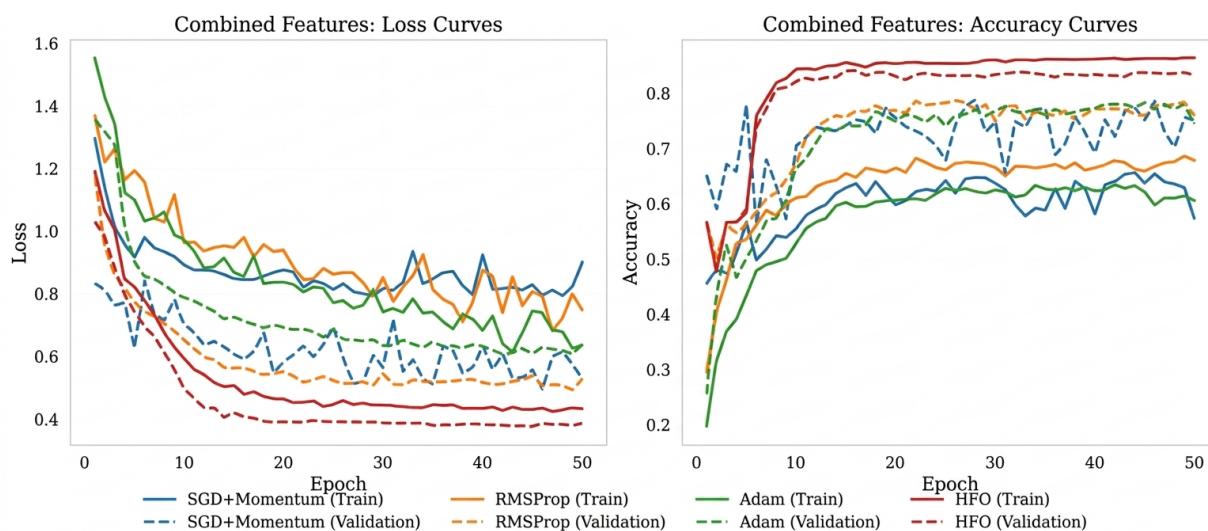 Combined Features: Loss Curves
1.6
1.4
1.2
1.0
0.8
0.6
0.4
Loss
0 10 20 30 40 50
Epoch
Combined Features: Accuracy Curves
0.8
0.7
0.6
0.5
0.4
0.3
0.2
Accuracy
0 10 20 30 40 50
Epoch
SGD+Momentum (Train) RMSProp (Train) Adam (Train) HFO (Train)
SGD+Momentum (Validation) RMSProp (Validation) Adam (Validation) HFO (Validation)